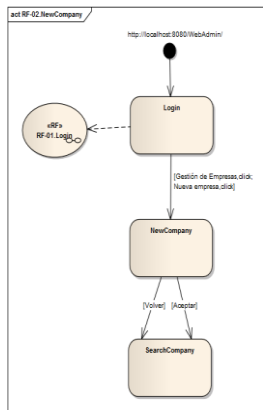 act RF-02.NewCompany
http://localhost:8080/WebAdmin/
Login
«RF»
RF-01.Login
[Gestión de Empresas,click;
Nueva empresa,click]
NewCompany
[Volver]
[Aceptar]
SearchCompany